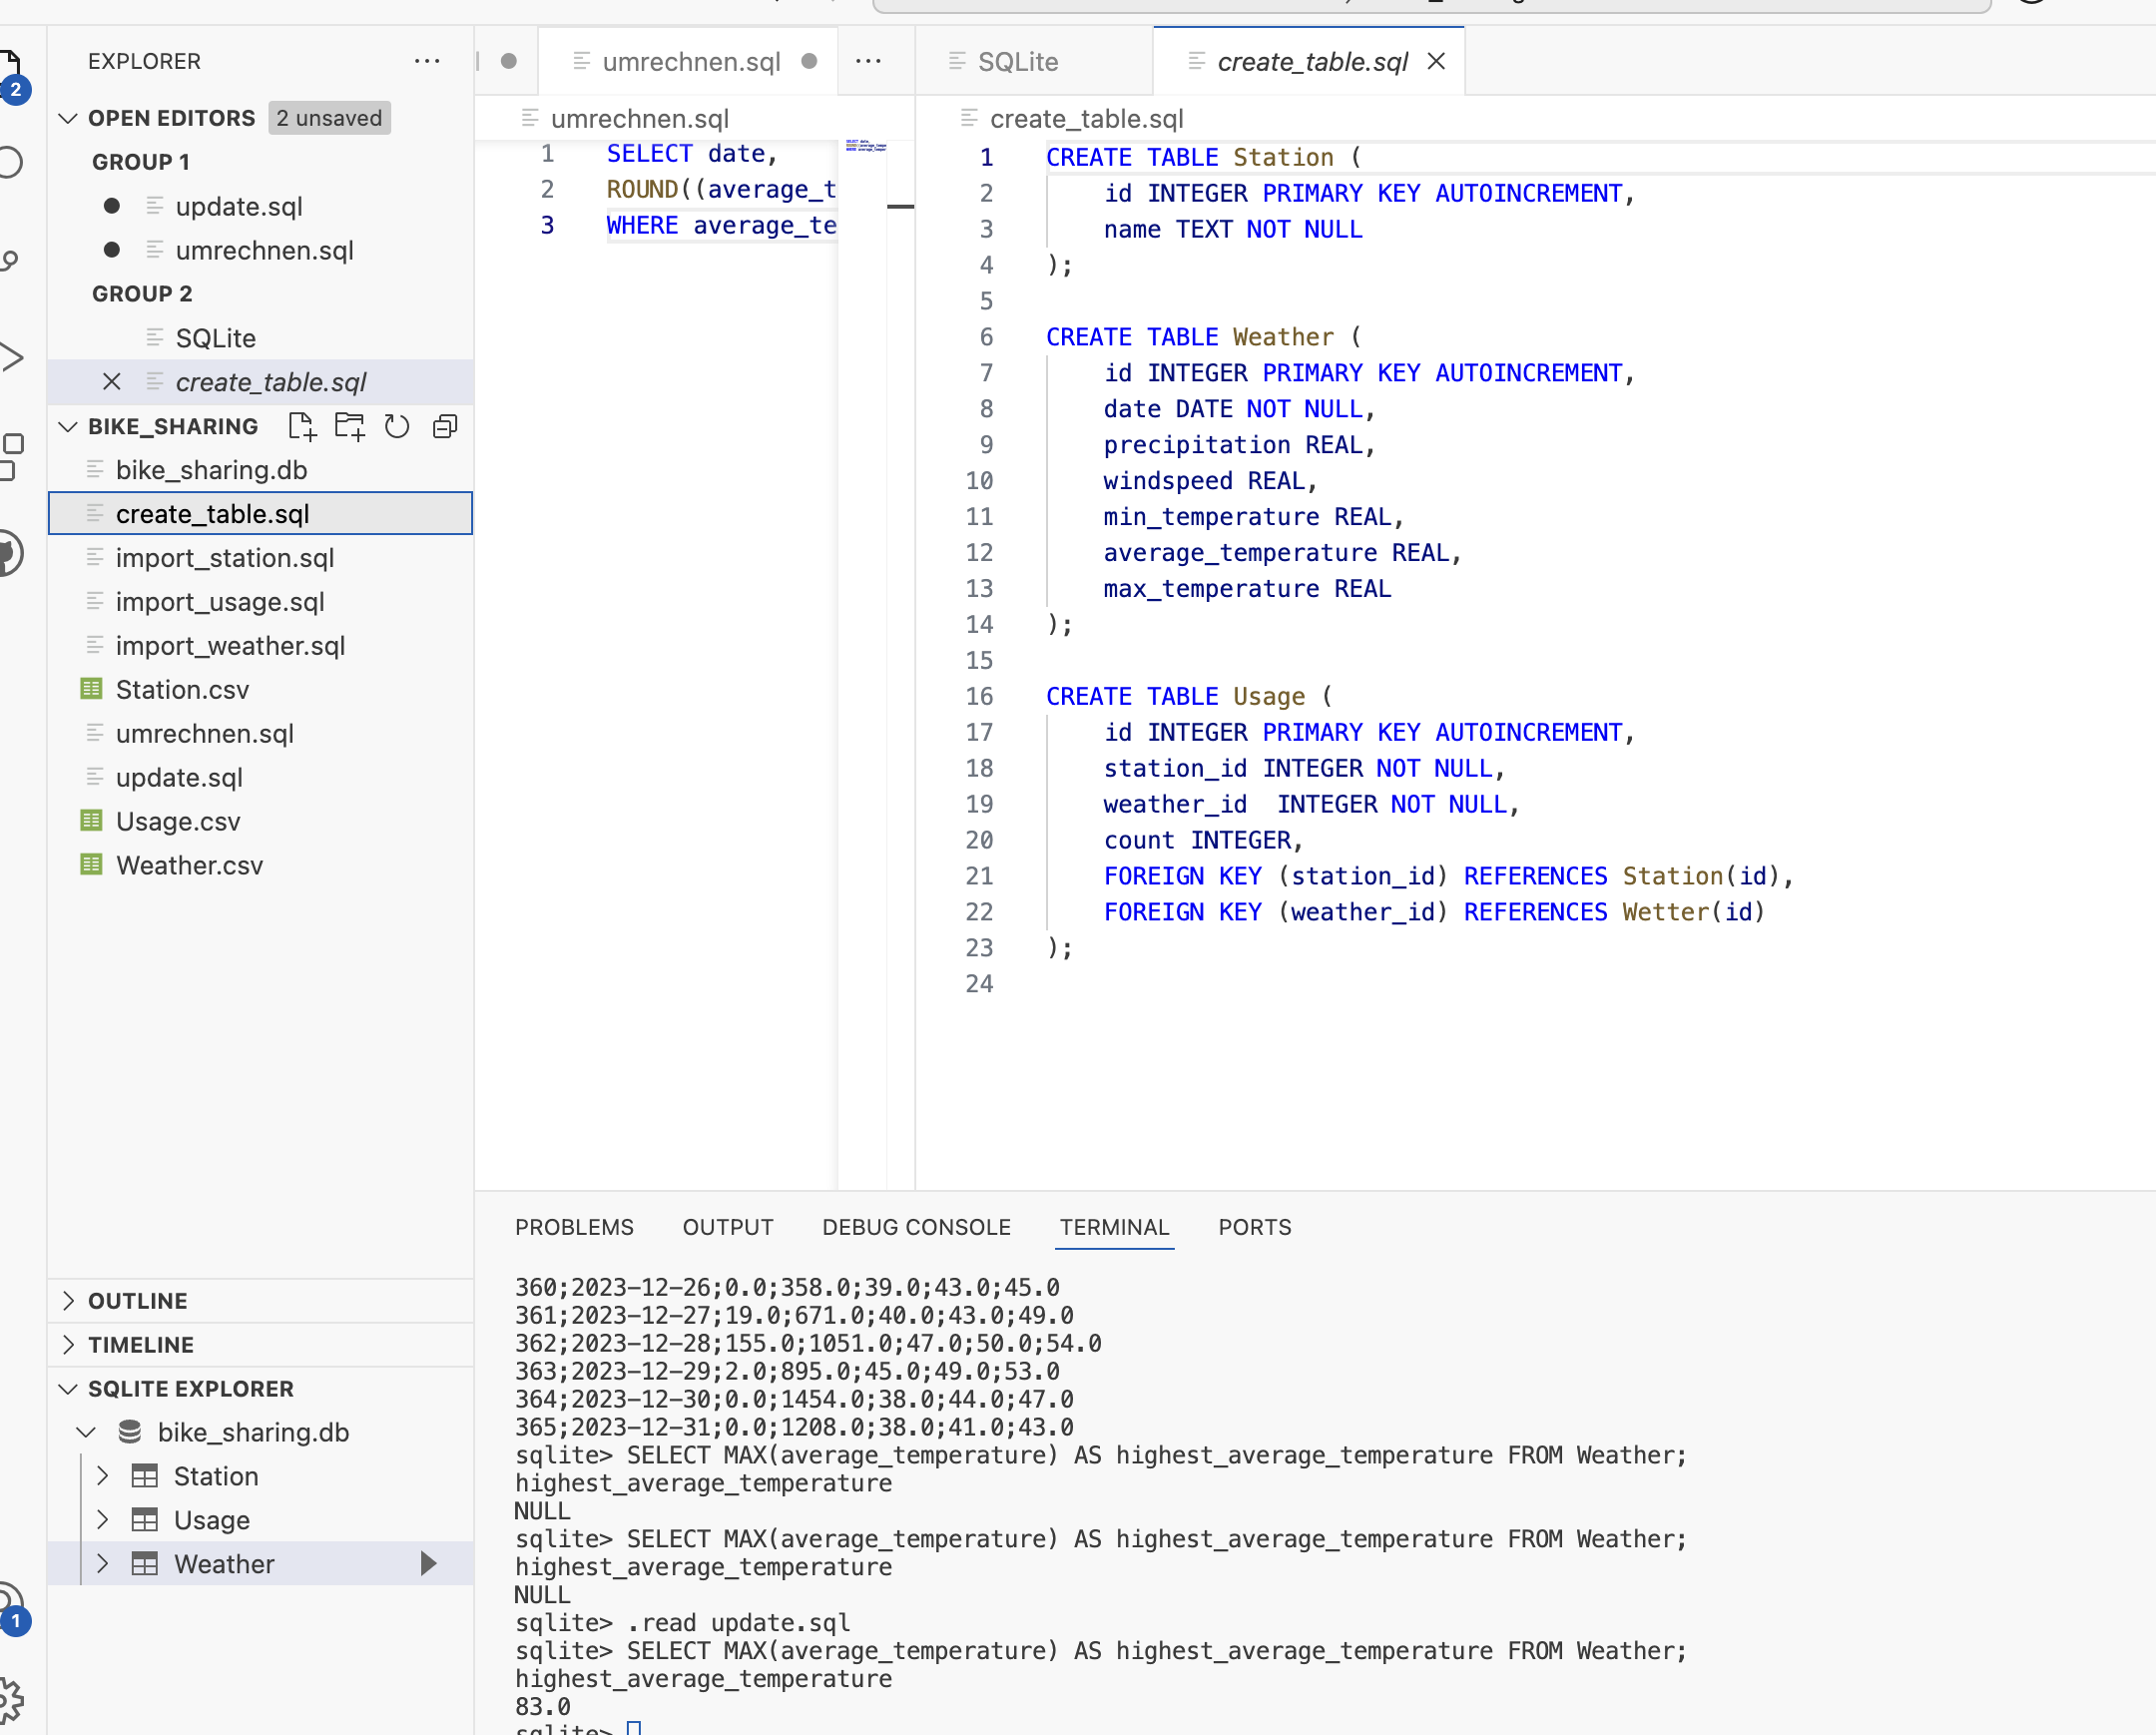 EXPLORER
OPEN EDITORS 2 unsaved
GROUP 1
update.sql
umrechnen.sql
GROUP 2
SQLite
create_table.sql
BIKE_SHARING
bike_sharing.db
create_table.sql
import_station.sql
import_usage.sql
import_weather.sql
Station.csv
umrechnen.sql
update.sql
Usage.csv
Weather.csv
OUTLINE
TIMELINE
SQLITE EXPLORER
bike_sharing.db
Station
Usage
Weather
2
1
umrechnen.sql
umrechnen.sql
1 SELECT date,
2 ROUND((average_t
3 WHERE average_te
SQLite
create_table.sql
create_table.sql
1 CREATE TABLE Station (
2 id INTEGER PRIMARY KEY AUTOINCREMENT,
3 name TEXT NOT NULL
4 );
5
6 CREATE TABLE Weather (
7 id INTEGER PRIMARY KEY AUTOINCREMENT,
8 date DATE NOT NULL,
9 precipitation REAL,
10 windspeed REAL,
11 min_temperature REAL,
12 average_temperature REAL,
13 max_temperature REAL
14 );
15
16 CREATE TABLE Usage (
17 id INTEGER PRIMARY KEY AUTOINCREMENT,
18 station_id INTEGER NOT NULL,
19 weather_id  INTEGER NOT NULL,
20 count INTEGER,
21 FOREIGN KEY (station_id) REFERENCES Station(id),
22 FOREIGN KEY (weather_id) REFERENCES Wetter(id)
23 );
24
PROBLEMS OUTPUT DEBUG CONSOLE TERMINAL PORTS
360;2023-12-26;0.0;358.0;39.0;43.0;45.0
361;2023-12-27;19.0;671.0;40.0;43.0;49.0
362;2023-12-28;155.0;1051.0;47.0;50.0;54.0
363;2023-12-29;2.0;895.0;45.0;49.0;53.0
364;2023-12-30;0.0;1454.0;38.0;44.0;47.0
365;2023-12-31;0.0;1208.0;38.0;41.0;43.0
sqlite> SELECT MAX(average_temperature) AS highest_average_temperature FROM Weather;
highest_average_temperature
NULL
sqlite> SELECT MAX(average_temperature) AS highest_average_temperature FROM Weather;
highest_average_temperature
NULL
sqlite> .read update.sql
sqlite> SELECT MAX(average_temperature) AS highest_average_temperature FROM Weather;
highest_average_temperature
83.0
sqlite>